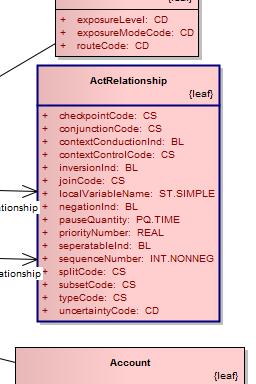 {leaf}
+ exposureLevel: CD
+ exposureModeCode: CD
+ routeCode: CD
ActRelationship
{leaf}
+ checkpointCode: CS
+ conjunctionCode: CS
+ contextConductionInd: BL
+ contextControlCode: CS
+ inversionInd: BL
+ joinCode: CS
+ localVariableName: ST.SIMPLE
+ negationInd: BL
+ pauseQuantity: PQ.TIME
+ priorityNumber: REAL
+ seperatableInd: BL
+ sequenceNumber: INT.NONNEG
+ splitCode: CS
+ subsetCode: CS
+ typeCode: CS
+ uncertaintyCode: CD
ationship
ationship
Account
{leaf}